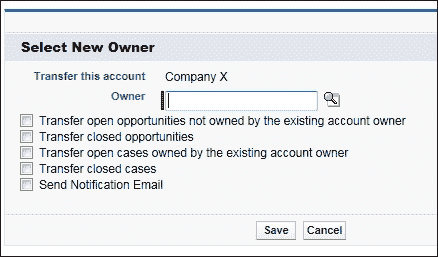 Select New Owner
Transfer this account Company X
Owner
Transfer open opportunities not owned by the existing account owner
Transfer closed opportunities
Transfer open cases owned by the existing account owner
Transfer closed cases
Send Notification Email
Save Cancel